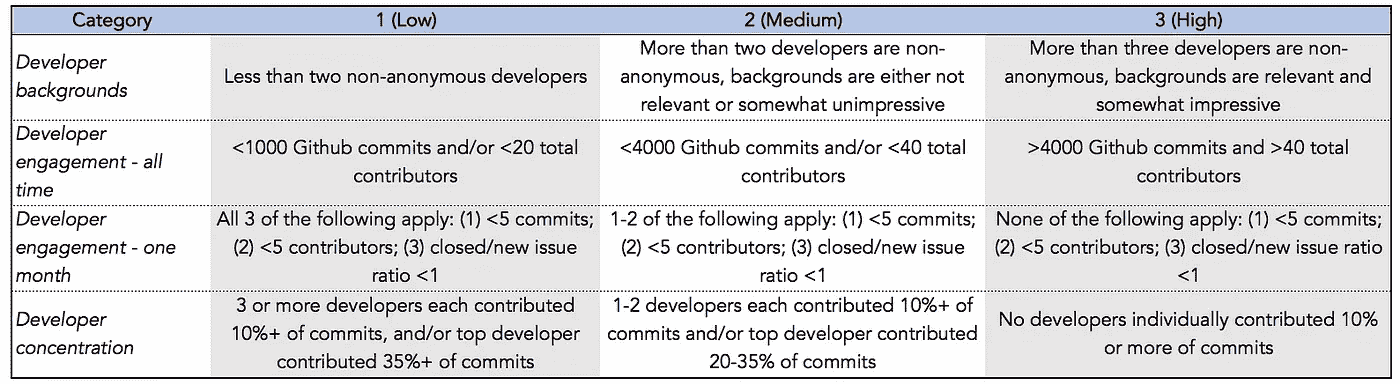 Category 1 (Low) 2 (Medium) 3 (High)
Developer
backgrounds
Less than two non-anonymous developers
More than two developers are non-
anonymous, backgrounds are either not
relevant or somewhat unimpressive
More than three developers are non-
anonymous, backgrounds are relevant and
somewhat impressive
Developer
engagement - all
time
<1000 Github commits and/or <20 total
contributors
<4000 Github commits and/or <40 total
contributors
>4000 Github commits and >40 total
contributors
Developer
engagement - one
month
All 3 of the following apply: (1) <5 commits;
(2) <5 contributors; (3) closed/new issue
ratio <1
1-2 of the following apply: (1) <5 commits;
(2) <5 contributors; (3) closed/new issue
ratio <1
None of the following apply: (1) <5 commits;
(2) <5 contributors; (3) closed/new issue ratio
<1
Developer
concentration
3 or more developers each contributed
10%+ of commits, and/or top developer
contributed 35%+ of commits
1-2 developers each contributed 10%+ of
commits and/or top developer contributed
20-35% of commits
No developers individually contributed 10%
or more of commits